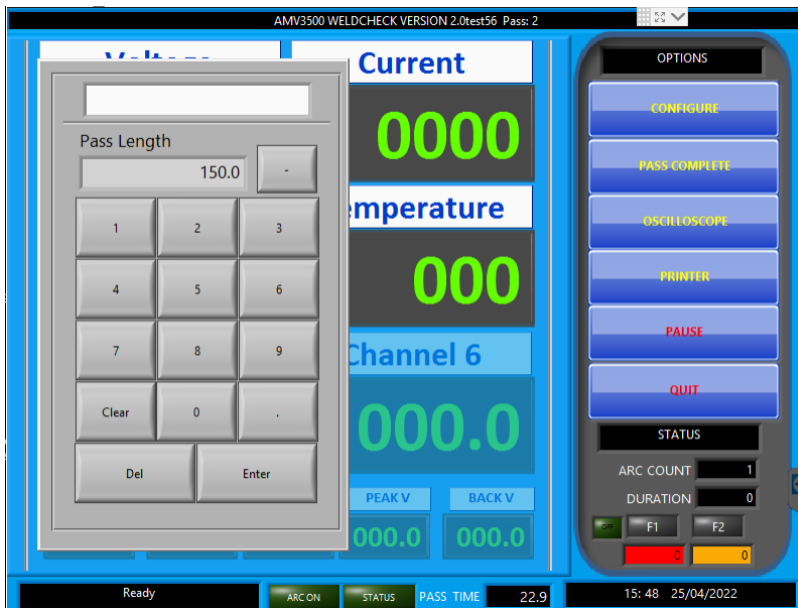 AMV3500 WELDCHECK VERSION 2.0test56 Pass: 2
Current
0000
Pass Length
150.0
-
1 2 3
4 5 6
7 8 9
Clear 0 .
Del Enter
000
Channel 6
000.0
PEAK V BACK V
000.0 000.0
OPTIONS
CONFIGURE
PASS COMPLETE
OSCILLOSCOPE
PRINTER
PAUSE
QUIT
STATUS
ARC COUNT 1
DURATION 0
OFF F1 F2
0 0
Ready ARC ON STATUS PASS TIME 22.9 15: 48 25/04/2022